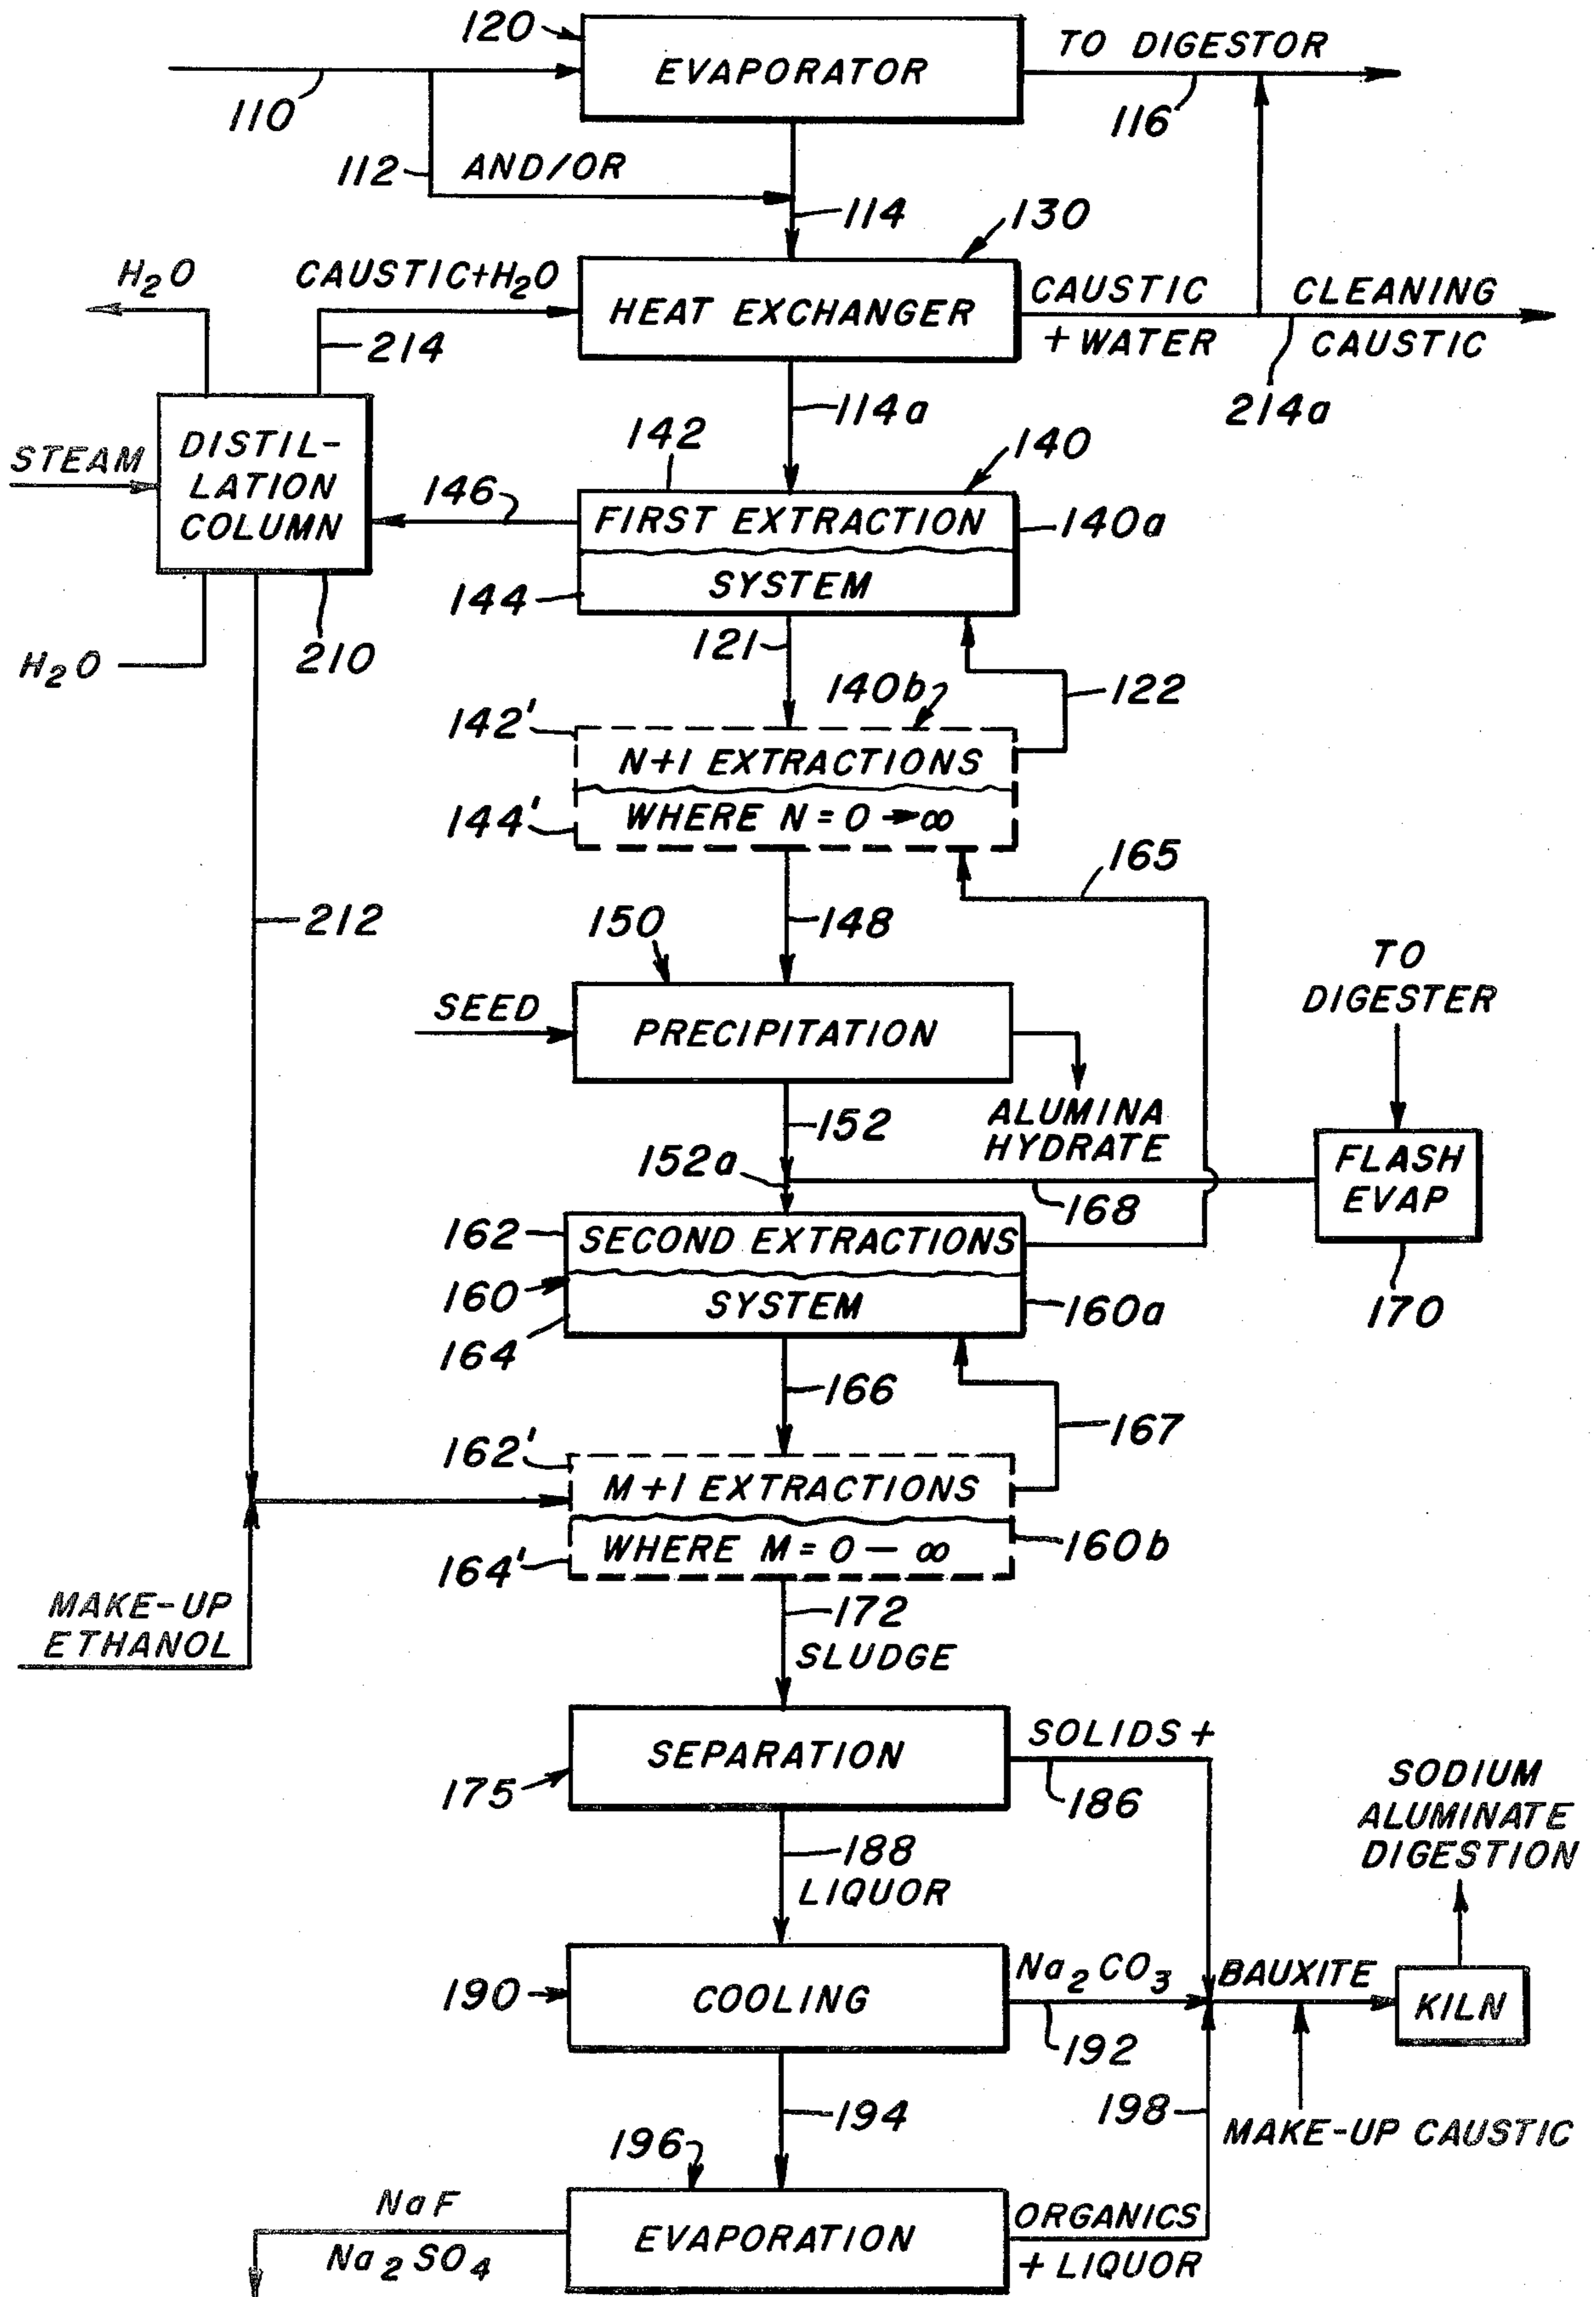 120
EVAPORATOR
TO DIGESTOR
110
116
112
AND/OR
114
130
H2O
CAUSTIC+H2O
HEAT EXCHANGER
CAUSTIC
+ WATER
CLEANING
CAUSTIC
214
114a
214a
STEAM
DISTIL-
LATION
COLUMN
146
142
140
FIRST EXTRACTION
140a
144
SYSTEM
H2O
210
121
140b
122
142'
N+1 EXTRACTIONS
144'
WHERE N = 0 → ∞
165
212
150
148
TO
DIGESTER
SEED
PRECIPITATION
152
ALUMINA
HYDRATE
152a
168
FLASH
EVAP
162
SECOND EXTRACTIONS
160
SYSTEM
160a
170
164
166
167
162'
M+1 EXTRACTIONS
164'
WHERE M = 0 — ∞
160b
MAKE-UP
ETHANOL
172
SLUDGE
SEPARATION
175
SOLIDS +
186
SODIUM
ALUMINATE
DIGESTION
188
LIQUOR
190
COOLING
Na2CO3
192
BAUXITE
KILN
194
198
MAKE-UP CAUSTIC
196
NaF
Na2SO4
EVAPORATION
ORGANICS
+ LIQUOR